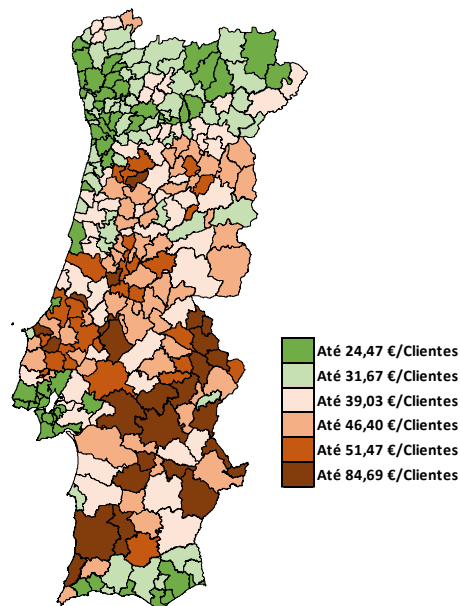 Até 24,47 €/Clientes
Até 31,67 €/Clientes
Até 39,03 €/Clientes
Até 46,40 €/Clientes
Até 51,47 €/Clientes
Até 84,69 €/Clientes